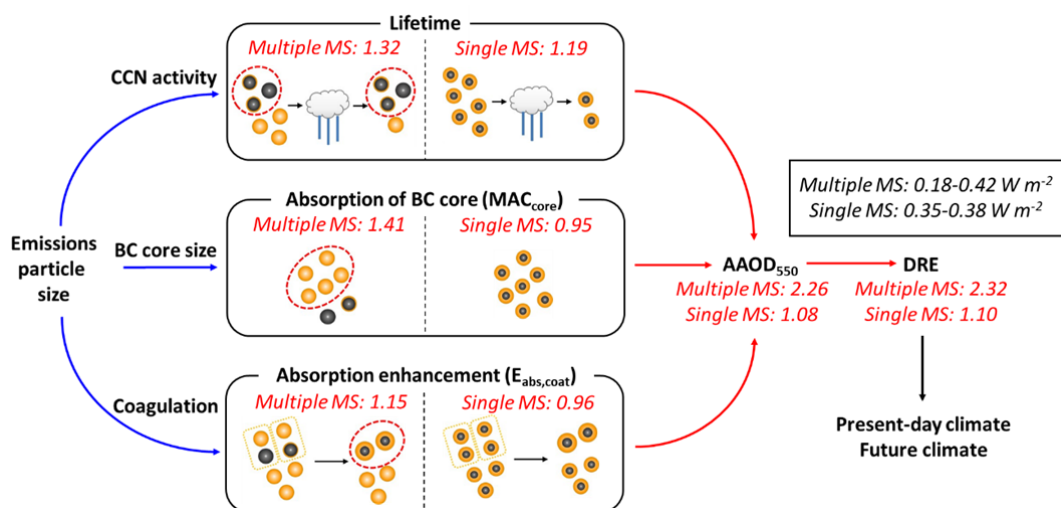 Lifetime
Multiple MS: 1.32
Single MS: 1.19
CCN activity
Absorption of BC core (MACcore)
Multiple MS: 1.41
Single MS: 0.95
Emissions
particle
size
BC core size
Absorption enhancement (Eabs,coat)
Multiple MS: 1.15
Single MS: 0.96
Coagulation
Multiple MS: 0.18-0.42 W m-2
Single MS: 0.35-0.38 W m-2
AAOD550
Multiple MS: 2.26
Single MS: 1.08
DRE
Multiple MS: 2.32
Single MS: 1.10
Present-day climate
Future climate